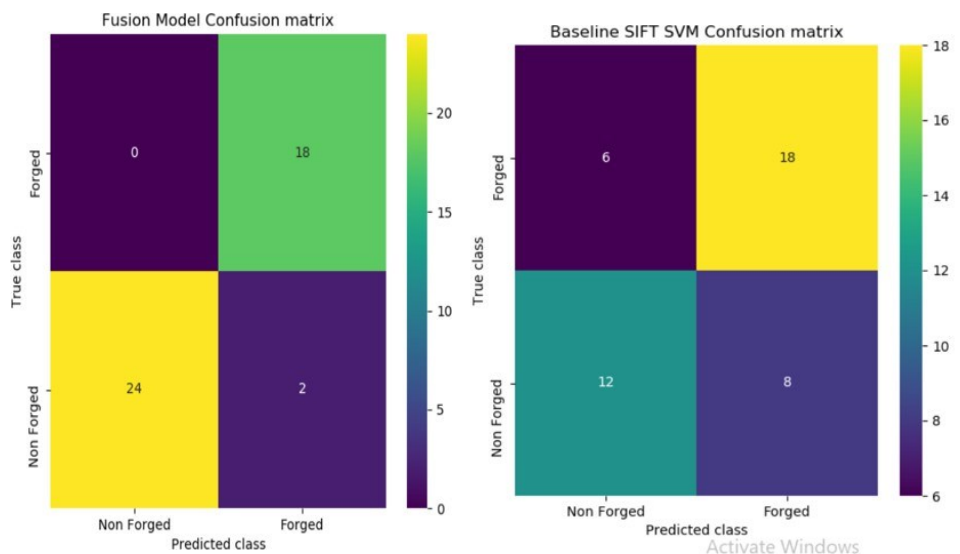 Fusion Model Confusion matrix
Forged
Non Forged
True class
0
18
24
2
20
15
10
5
0
Non Forged
Forged
Predicted class
Baseline SIFT SVM Confusion matrix
Forged
Non Forged
True class
6
18
12
8
18
16
14
12
10
8
6
Non Forged
Forged
Predicted class
Activate Windows